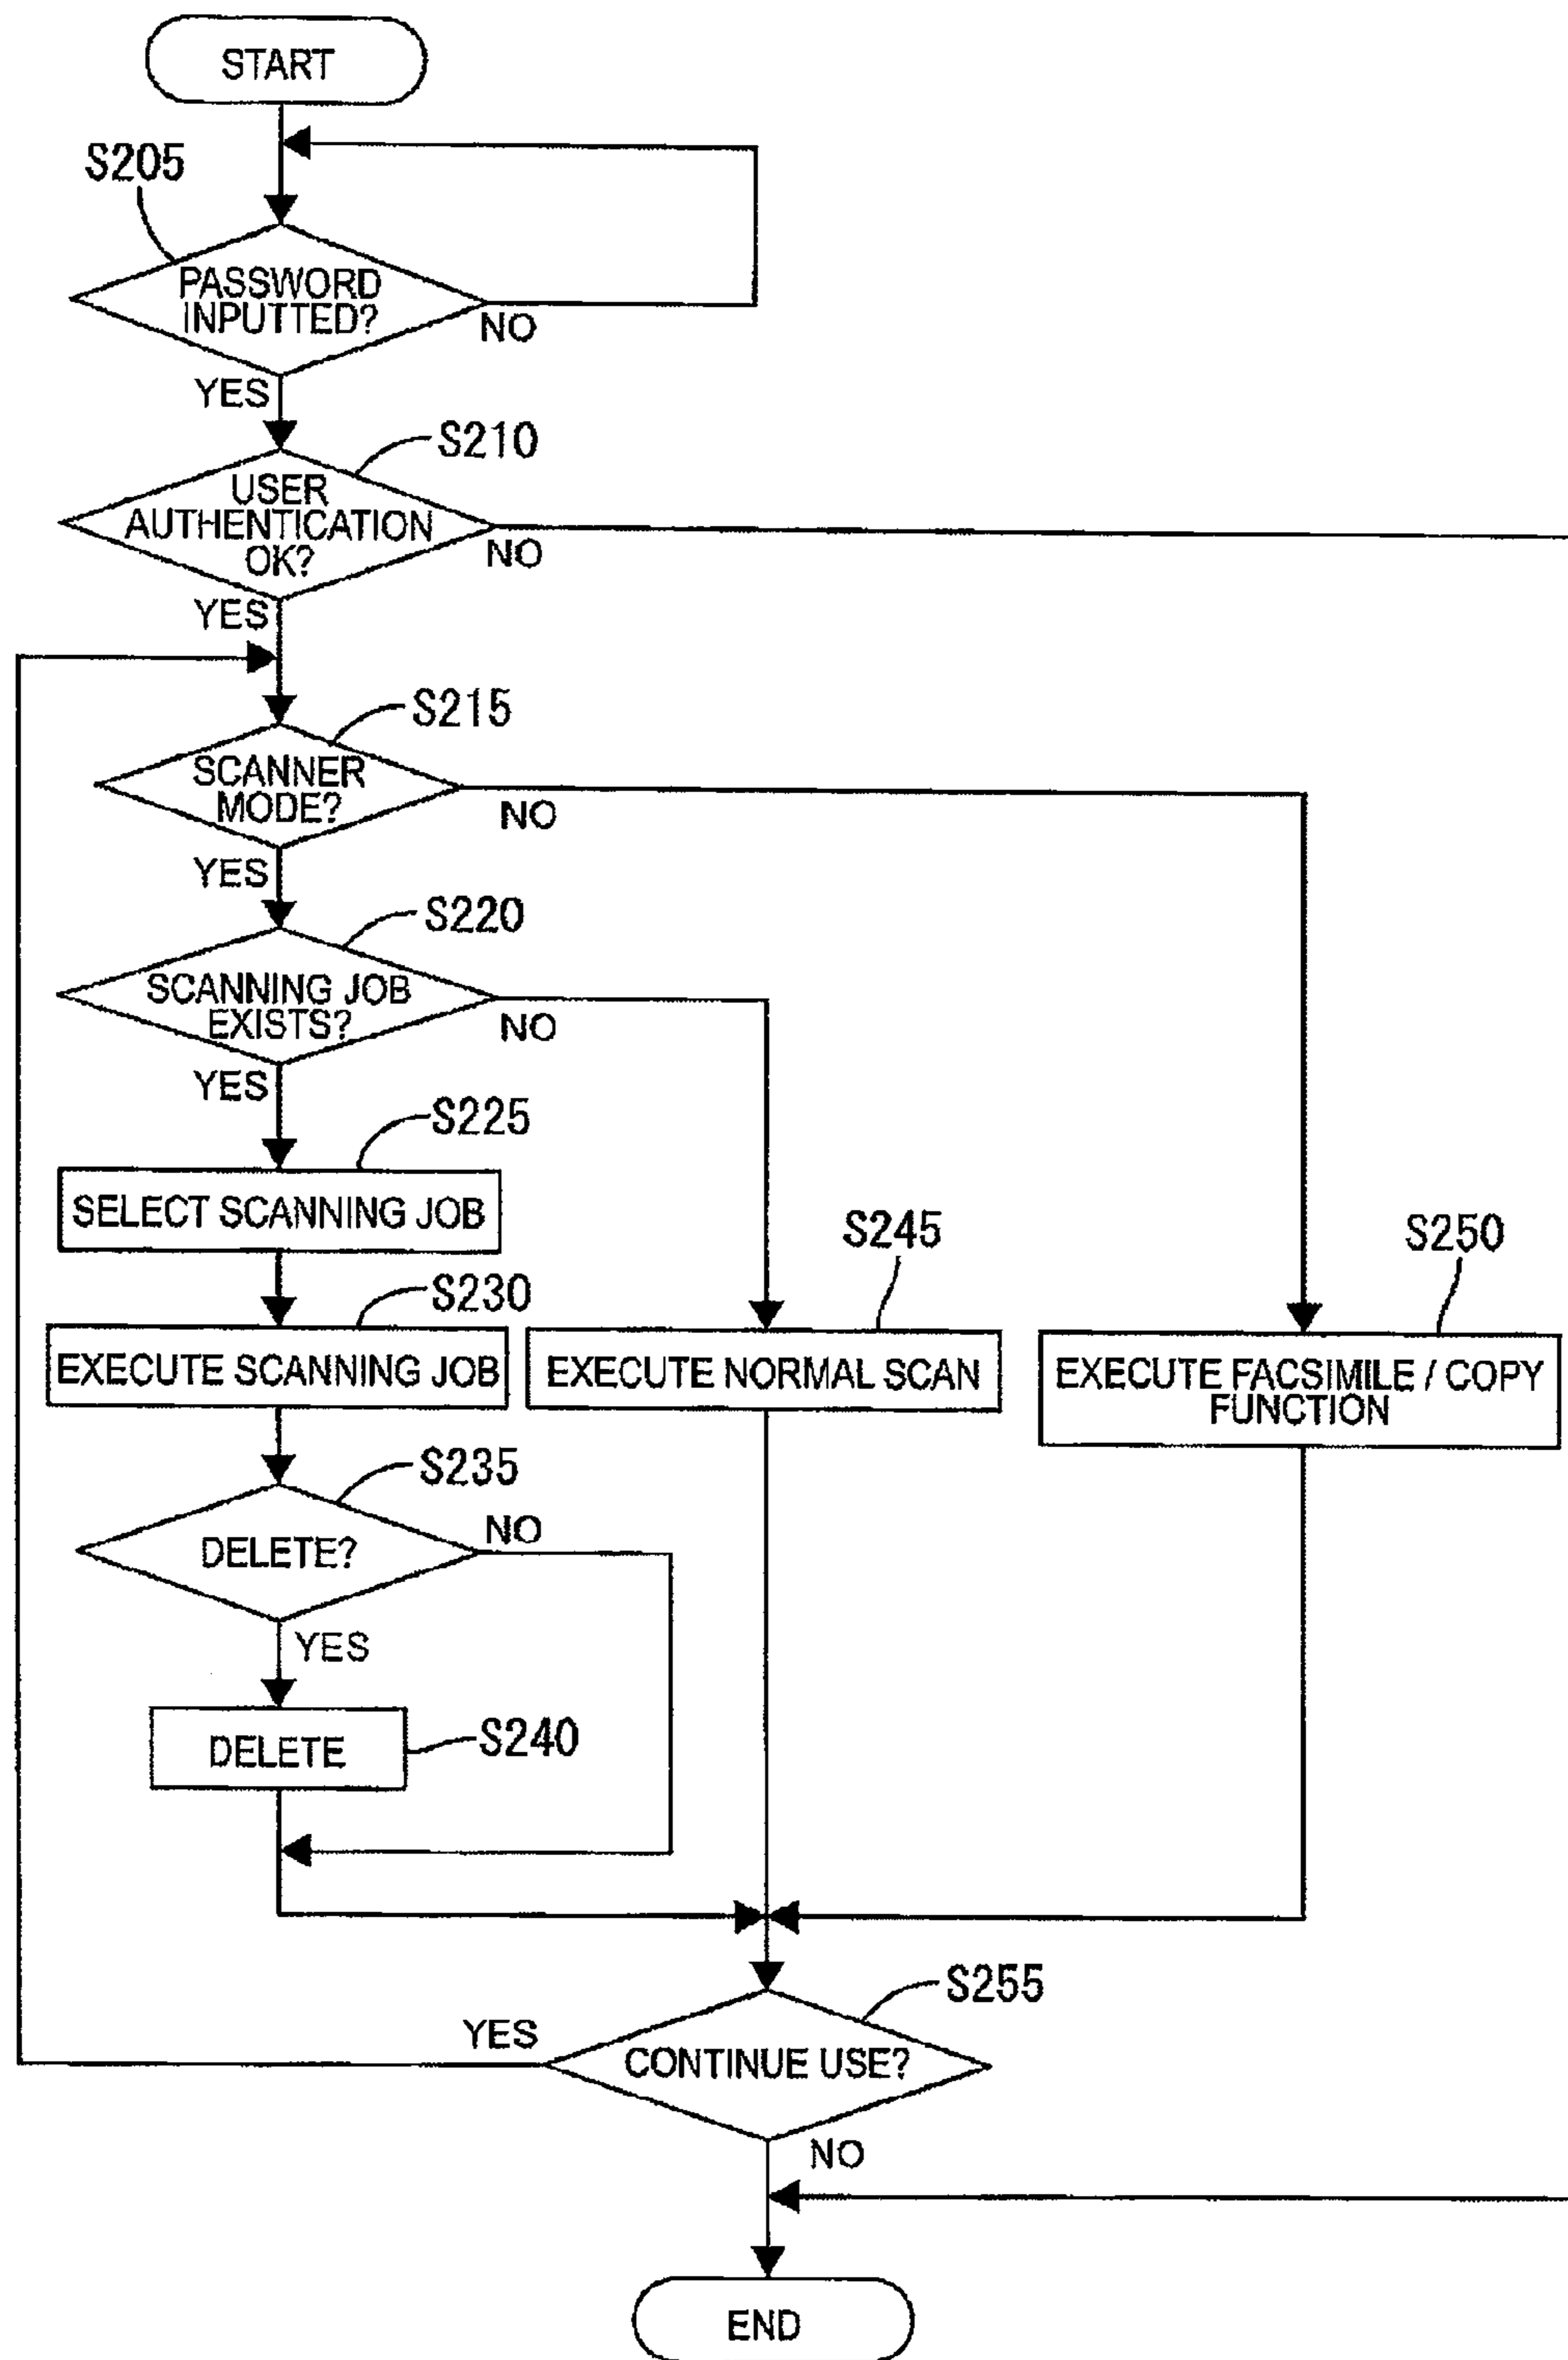 START
S205
PASSWORD
INPUTTED?
NO
YES
S210
USER
AUTHENTICATION
OK?
NO
YES
S215
SCANNER
MODE?
NO
YES
S220
SCANNING JOB
EXISTS?
NO
YES
S225
SELECT SCANNING JOB
S230
EXECUTE SCANNING JOB
S245
EXECUTE NORMAL SCAN
S250
EXECUTE FACSIMILE / COPY
FUNCTION
S235
DELETE?
NO
YES
DELETE
S240
S255
YES
CONTINUE USE?
NO
END